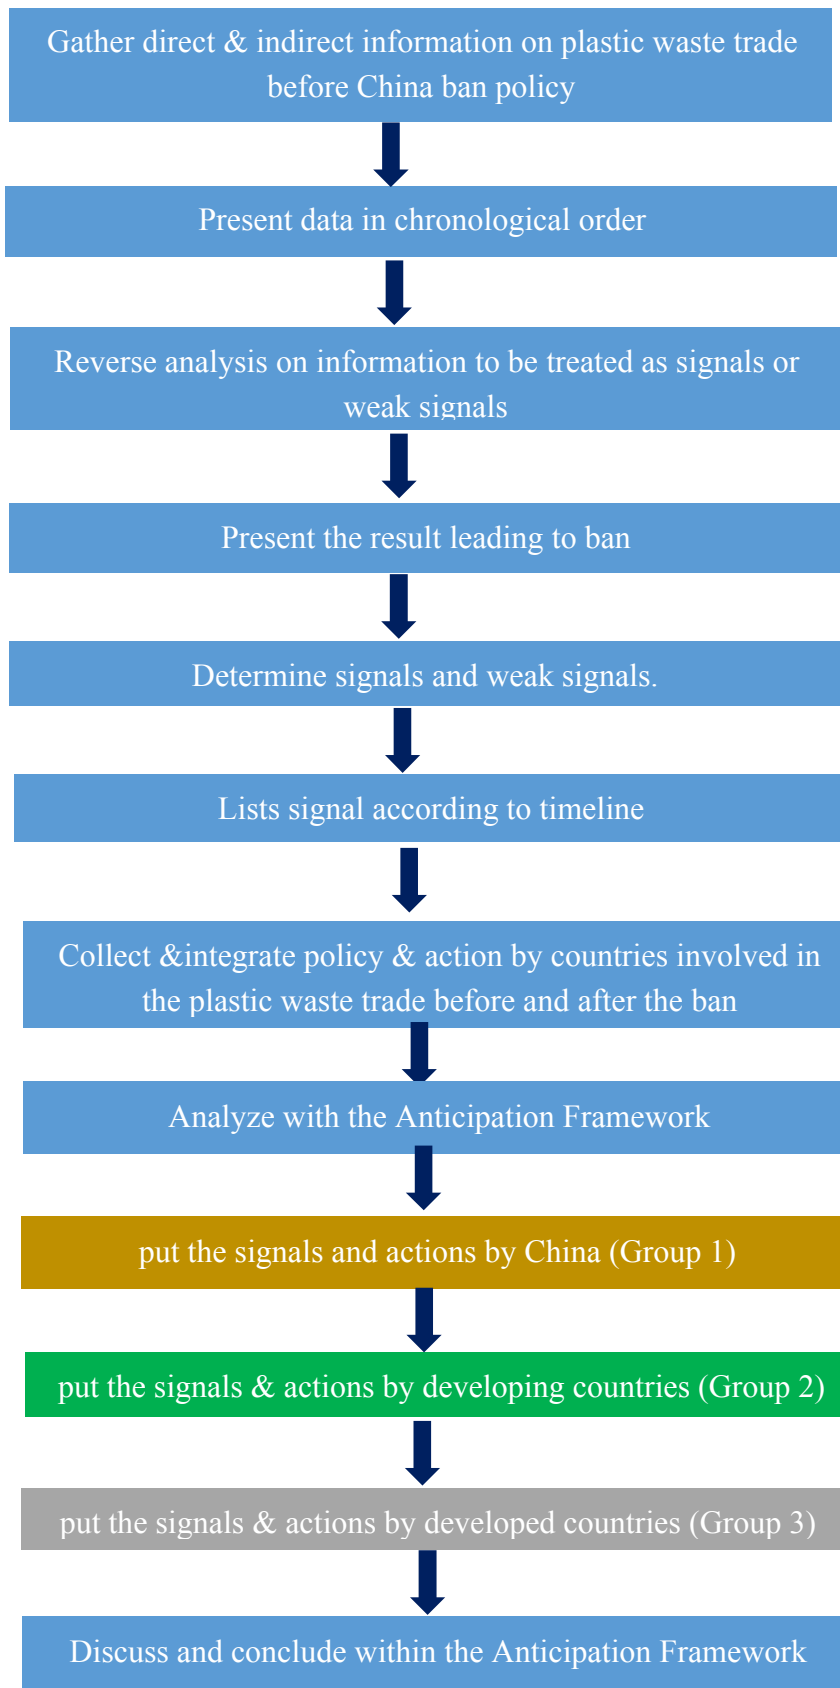 Gather direct & indirect information on plastic waste trade
before China ban policy
Present data in chronological order
Reverse analysis on information to be treated as signals or
weak signals
Present the result leading to ban
Determine signals and weak signals.
Lists signal according to timeline
Collect &integrate policy & action by countries involved in
the plastic waste trade before and after the ban
Analyze with the Anticipation Framework
put the signals and actions by China (Group 1)
put the signals & actions by developing countries (Group 2)
put the signals & actions by developed countries (Group 3)
Discuss and conclude within the Anticipation Framework